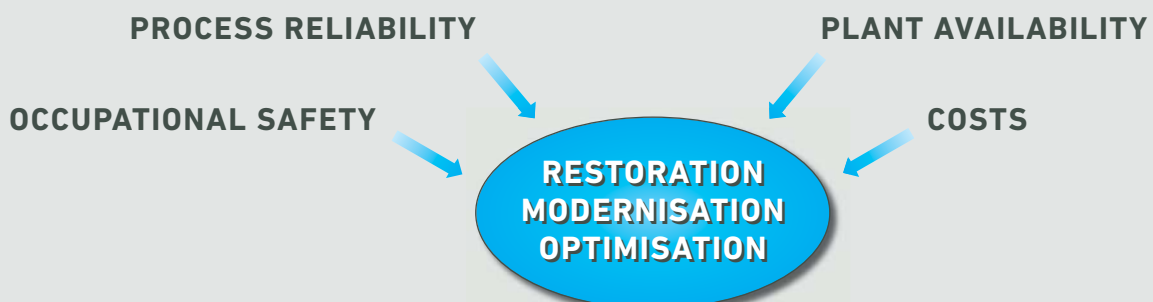 PROCESS RELIABILITY
PLANT AVAILABILITY
OCCUPATIONAL SAFETY
COSTS
RESTORATION
MODERNISATION
OPTIMISATION